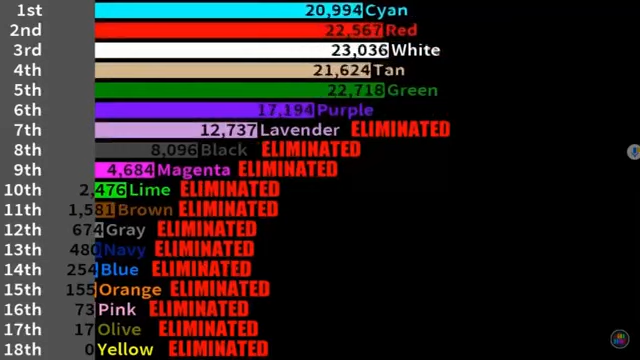 1st 20,994 Cyan
2nd 22,567 Red
3rd 23,036 White
4th 21,624 Tan
5th 22,718 Green
6th 17,194 Purple
7th 12,737 Lavender ELIMINATED
8th 8,096 Black ELIMINATED
9th 4,684 Magenta ELIMINATED
10th 2,476 Lime ELIMINATED
11th 1,581 Brown ELIMINATED
12th 674 Gray ELIMINATED
13th 480 Navy ELIMINATED
14th 254 Blue ELIMINATED
15th 155 Orange ELIMINATED
16th 73 Pink ELIMINATED
17th 17 Olive ELIMINATED
18th 0 Yellow ELIMINATED